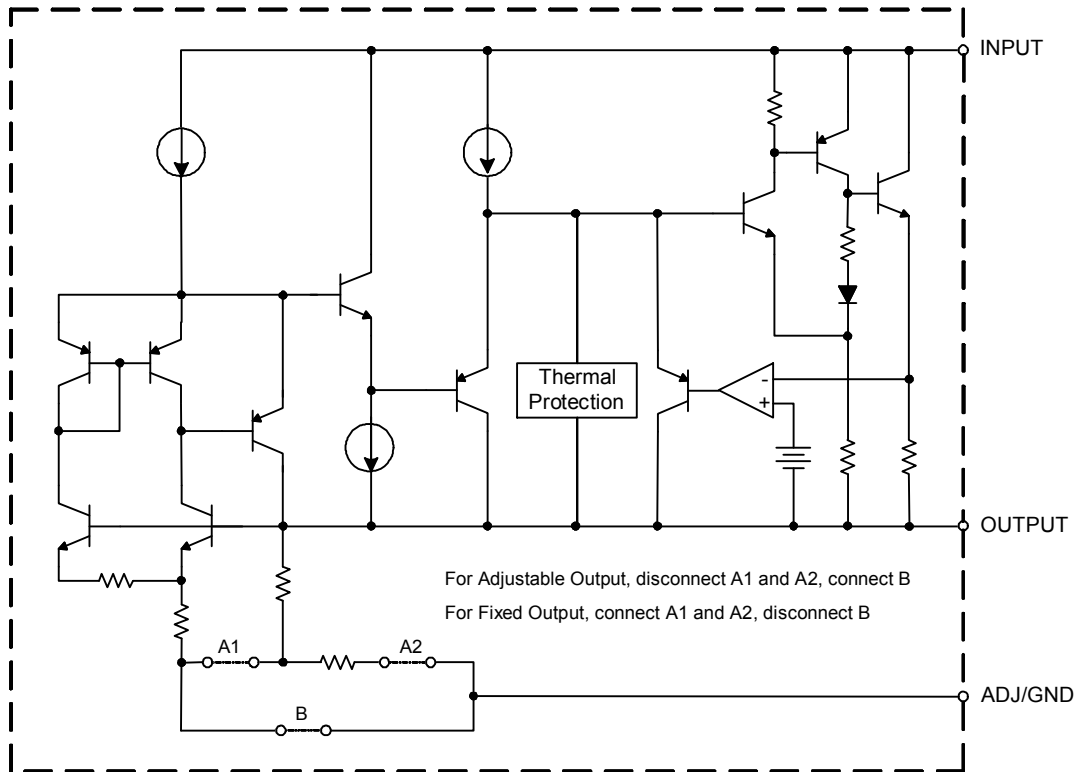 INPUT
Thermal
Protection
-
+
OUTPUT
For Adjustable Output, disconnect A1 and A2, connect B
For Fixed Output, connect A1 and A2, disconnect B
A1
A2
ADJ/GND
B